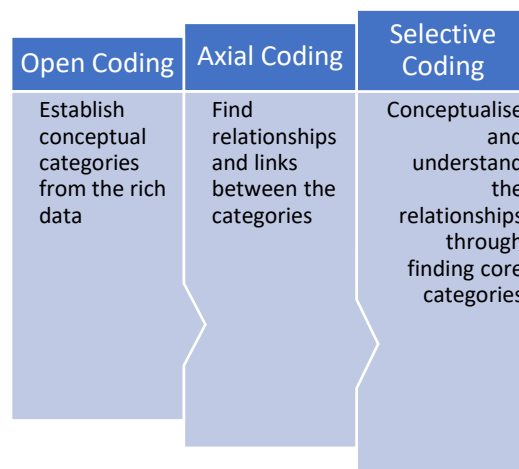 Open Coding
Establish
conceptual
categories
from the rich
data
Axial Coding
Find
relationships
and links
between the
categories
Selective
Coding
Conceptualise
and
understand
the
relationships
through
finding core
categories